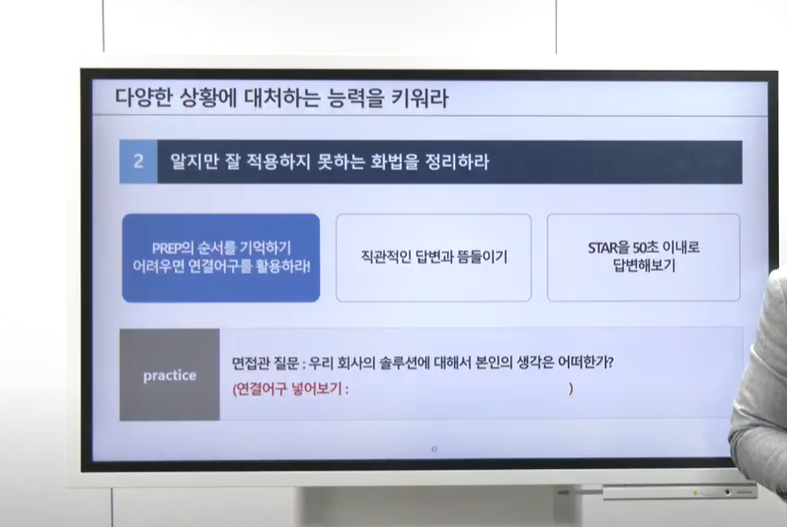 다양한 상황에 대처하는 능력을 키워라
2 알지만 잘 적용하지 못하는 화법을 정리하라
PREP의 순서를 기억하기
어려우면 연결어구를 활용하라!
직관적인 답변과 뜸들이기
STAR을 50초 이내로
답변해보기
practice
면접관 질문 : 우리 회사의 솔루션에 대해서 본인의 생각은 어떠한가?
(연결어구 넣어보기 : )
43